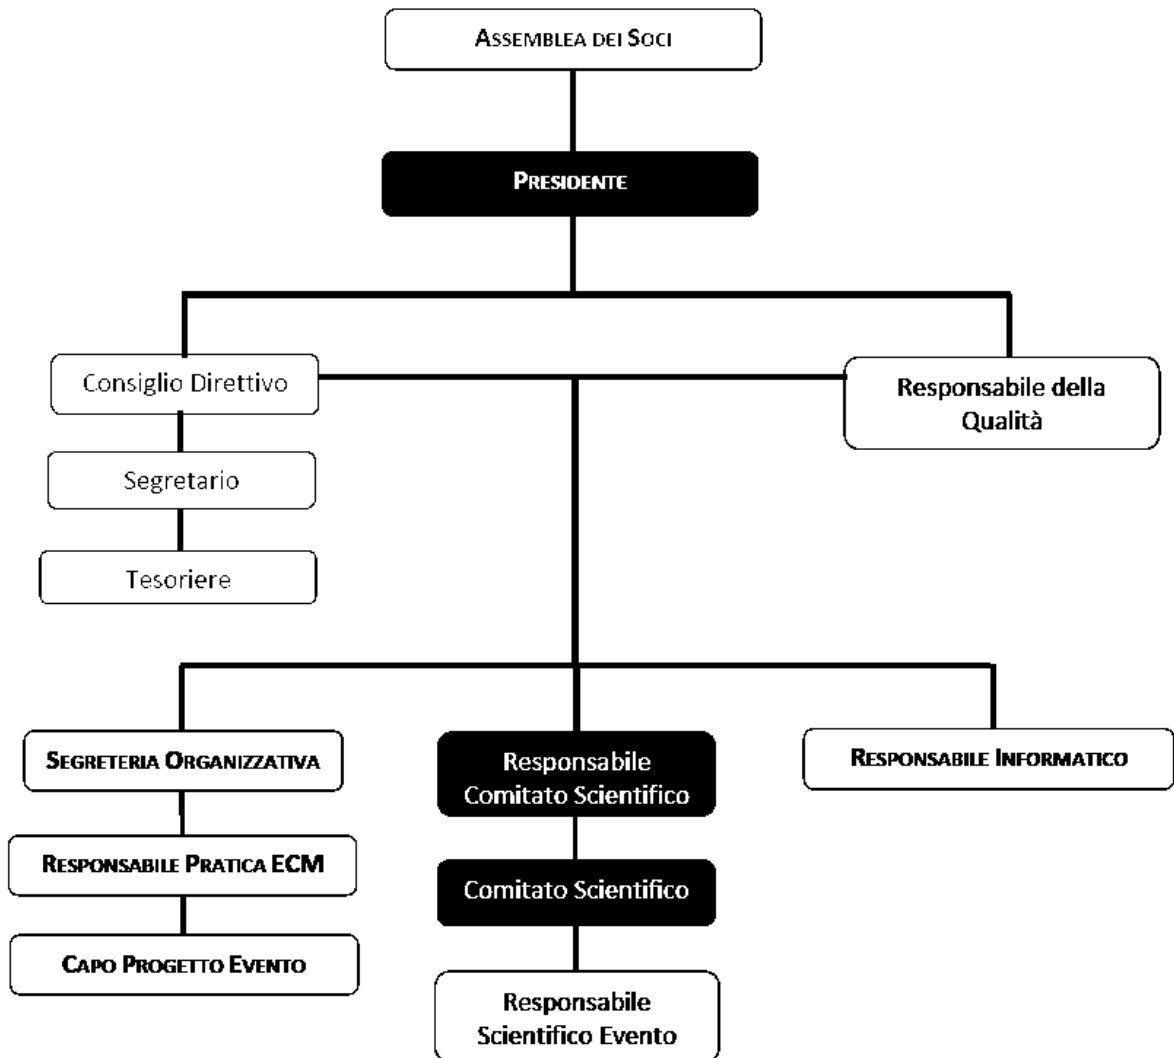 ASSEMBLEA DEI SOCI
PRESIDENTE
Consiglio Direttivo
Responsabile della
Qualità
Segretario
Tesoriere
SEGRETERIA ORGANIZZATIVA
Responsabile
Comitato Scientifico
RESPONSABILE INFORMATICO
RESPONSABILE PRATICA ECM
Comitato Scientifico
CAPO PROGETTO EVENTO
Responsabile
Scientifico Evento